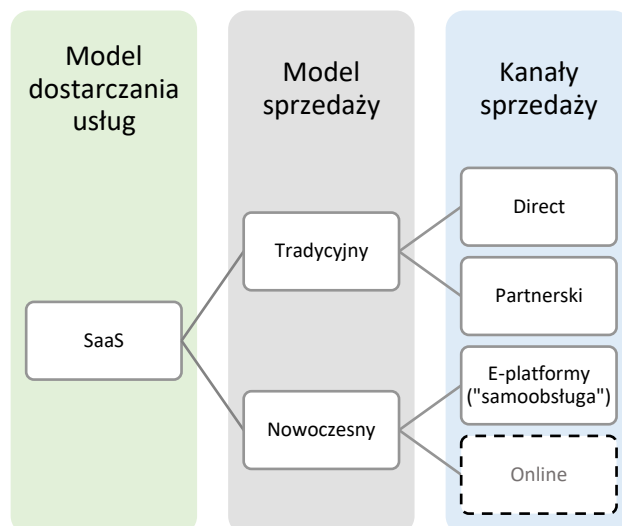 Model
dostarczania
usług
Model
sprzedaży
Kanały
sprzedaży
SaaS
Tradycyjny
Nowoczesny
Direct
Partnerski
E-platformy
("samoobsługa")
Online